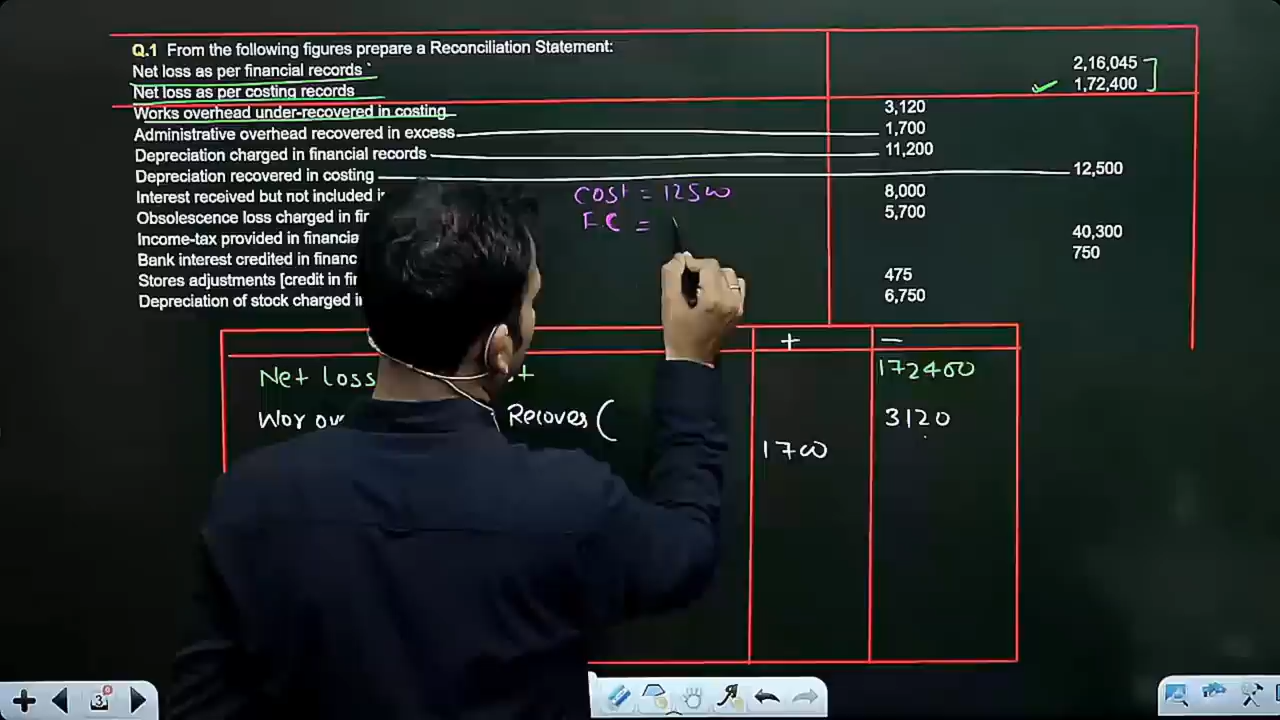 Q.1 From the following figures prepare a Reconciliation Statement:
Net loss as per financial records 2,16,045
Net loss as per costing records 1,72,400
Works overhead under-recovered in costing 3,120
Administrative overhead recovered in excess 1,700
Depreciation charged in financial records 11,200
Depreciation recovered in costing 12,500
Interest received but not included i 8,000
Obsolescence loss charged in fi 5,700
Income-tax provided in financia 40,300
Bank interest credited in financ 750
Stores adjustments [credit in fi 475
Depreciation of stock charged i 6,750
Cost = 12500
F.C =
+ −
Net loss 172400
Wor ov Recover ( 3120
1700
3